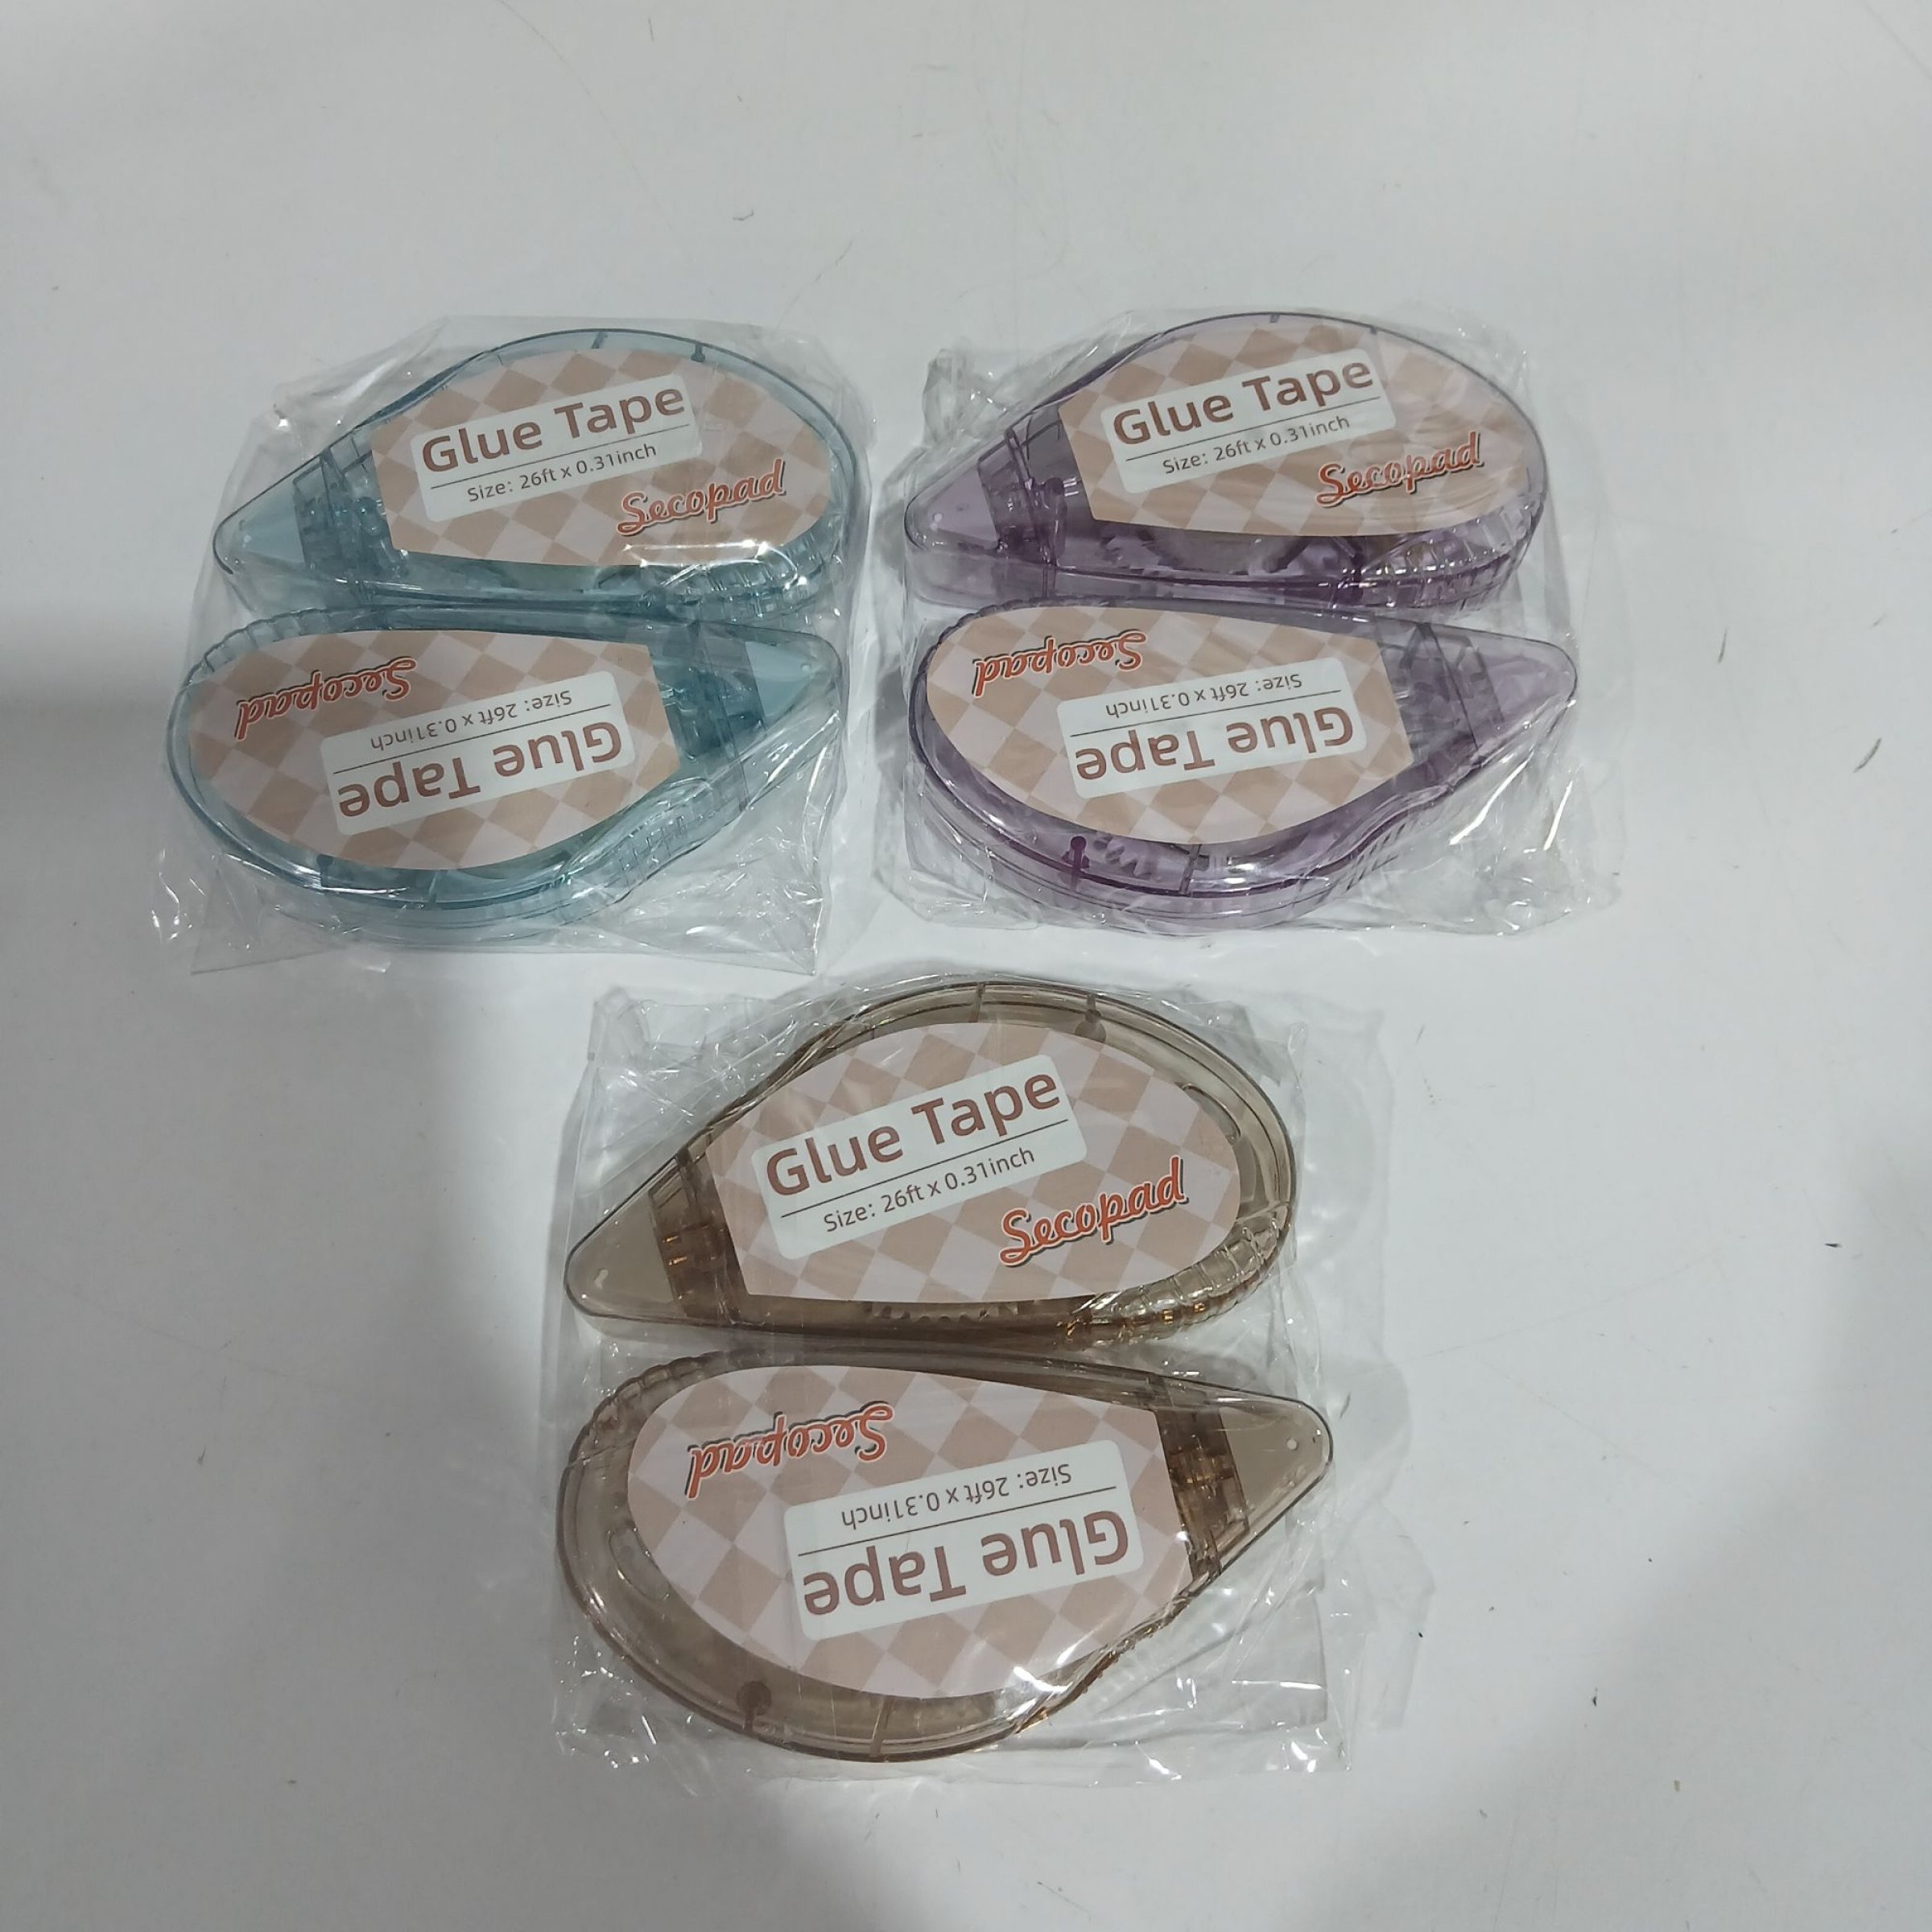 Glue Tape
Size: 26ft x 0.31inch
Secopad
Glue Tape
Size: 26ft x 0.31inch
Secopad
Glue Tape
Size: 26ft x 0.31inch
Secopad
Glue Tape
Size: 26ft x 0.31inch
Secopad
Glue Tape
Size: 26ft x 0.31inch
Secopad
Glue Tape
Size: 26ft x 0.31inch
Secopad